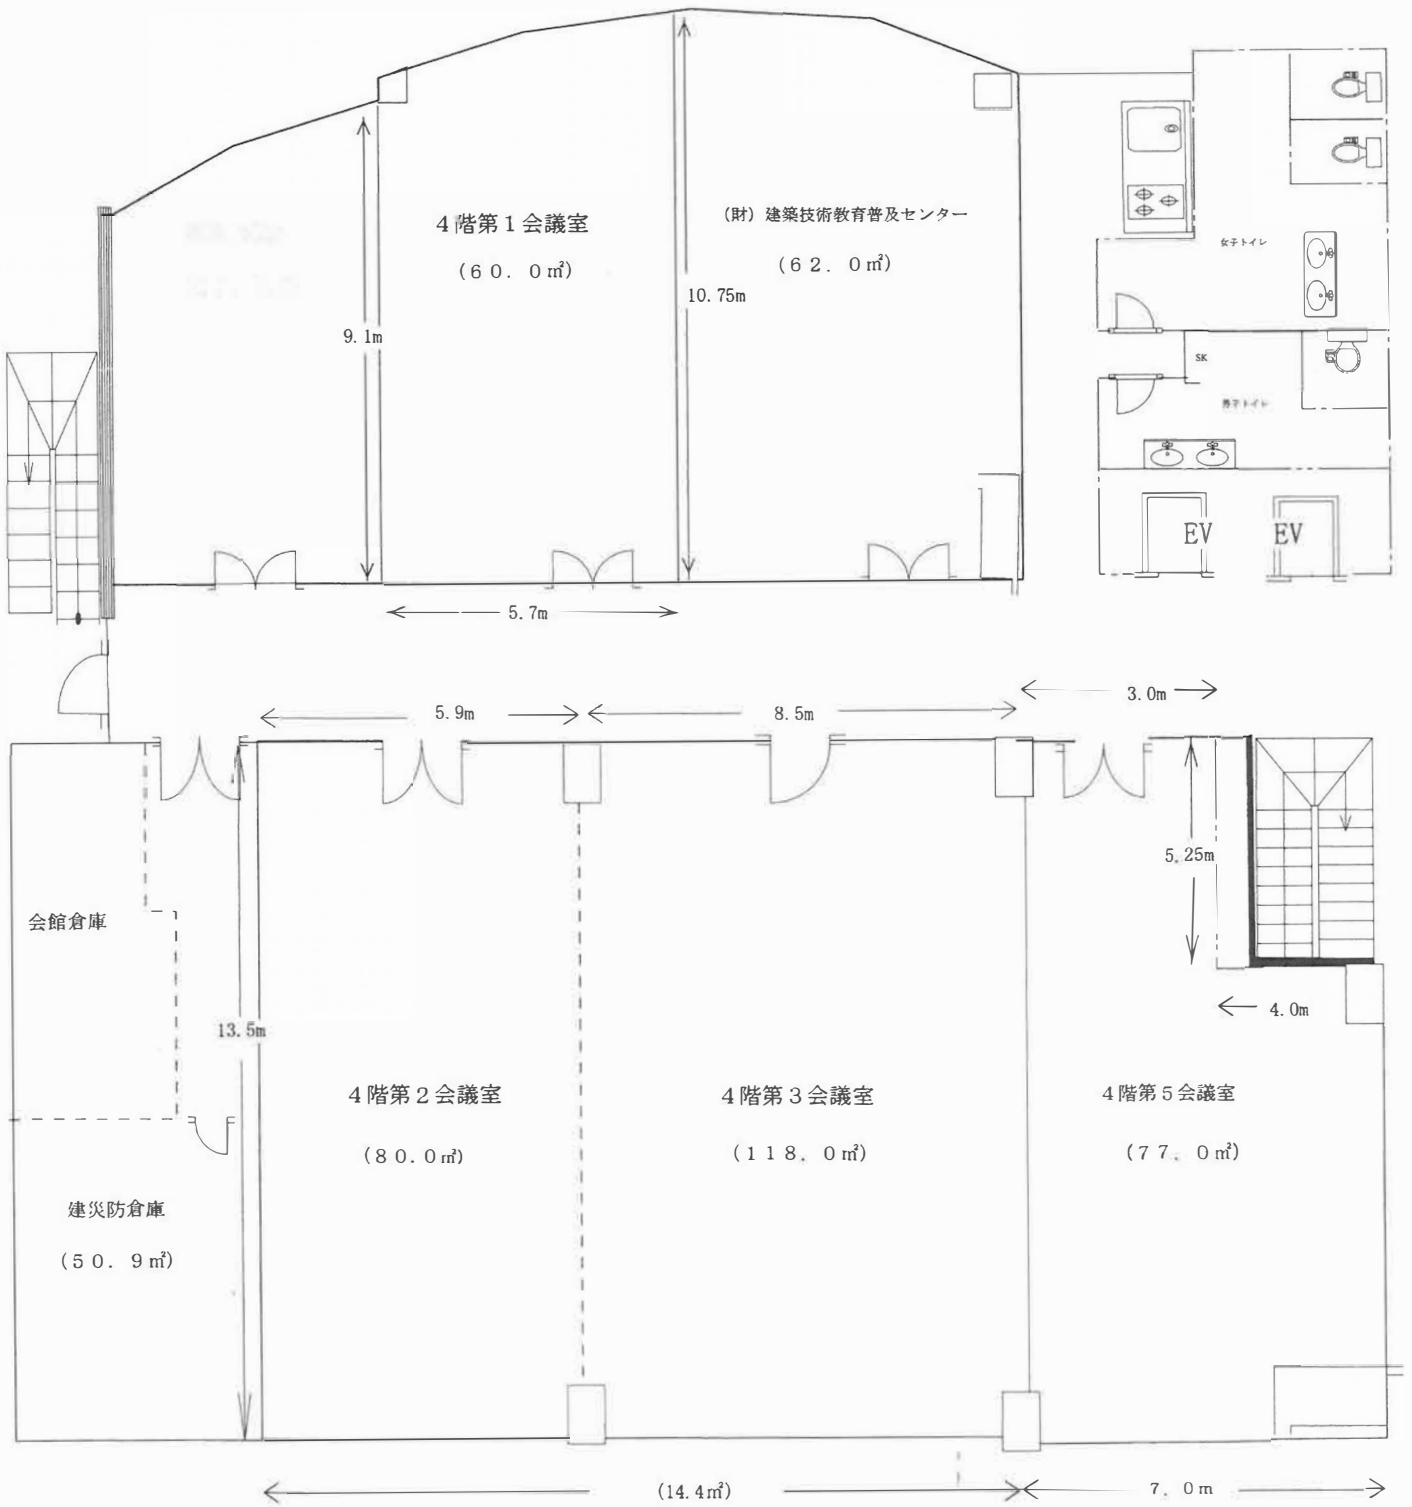 4階第1会議室
(60.0㎡)
(財)建築技術教育普及センター
(62.0㎡)
10.75m
9.1m
女子トイレ
SK
男子トイレ
EV
EV
5.7m
3.0m
5.9m
8.5m
5.25m
会館倉庫
13.5m
4.0m
4階第2会議室
(80.0㎡)
4階第3会議室
(118.0㎡)
4階第5会議室
(77.0㎡)
建災防倉庫
(50.9㎡)
(14.4㎡)
7.0m